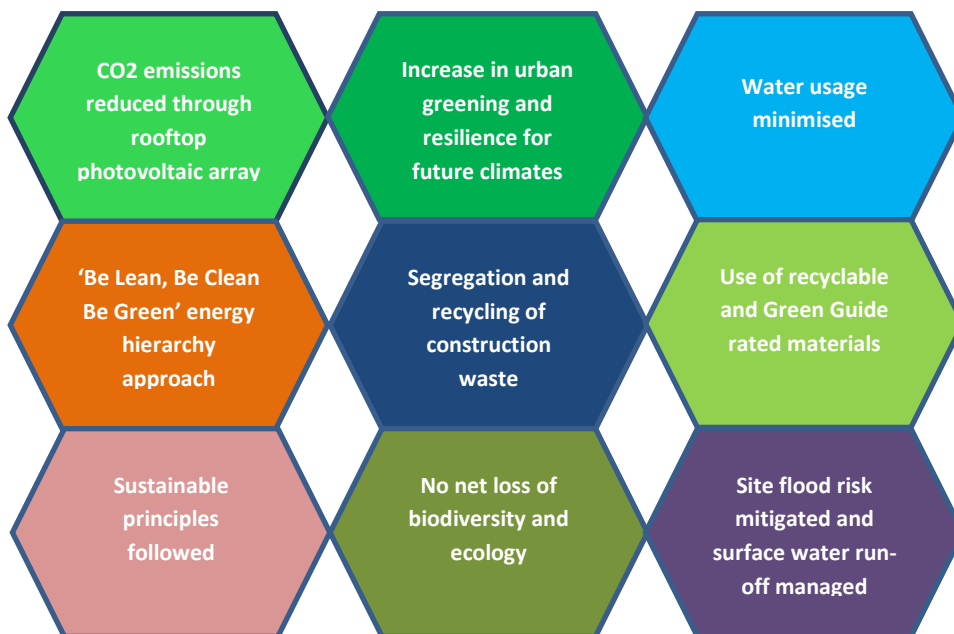 CO2 emissions
reduced through
rooftop
photovoltaic array
Increase in urban
greening and
resilience for
future climates
Water usage
minimised
‘Be Lean, Be Clean
Be Green’ energy
hierarchy
approach
Segregation and
recycling of
construction
waste
Use of recyclable
and Green Guide
rated materials
Sustainable
principles
followed
No net loss of
biodiversity and
ecology
Site flood risk
mitigated and
surface water run-
off managed